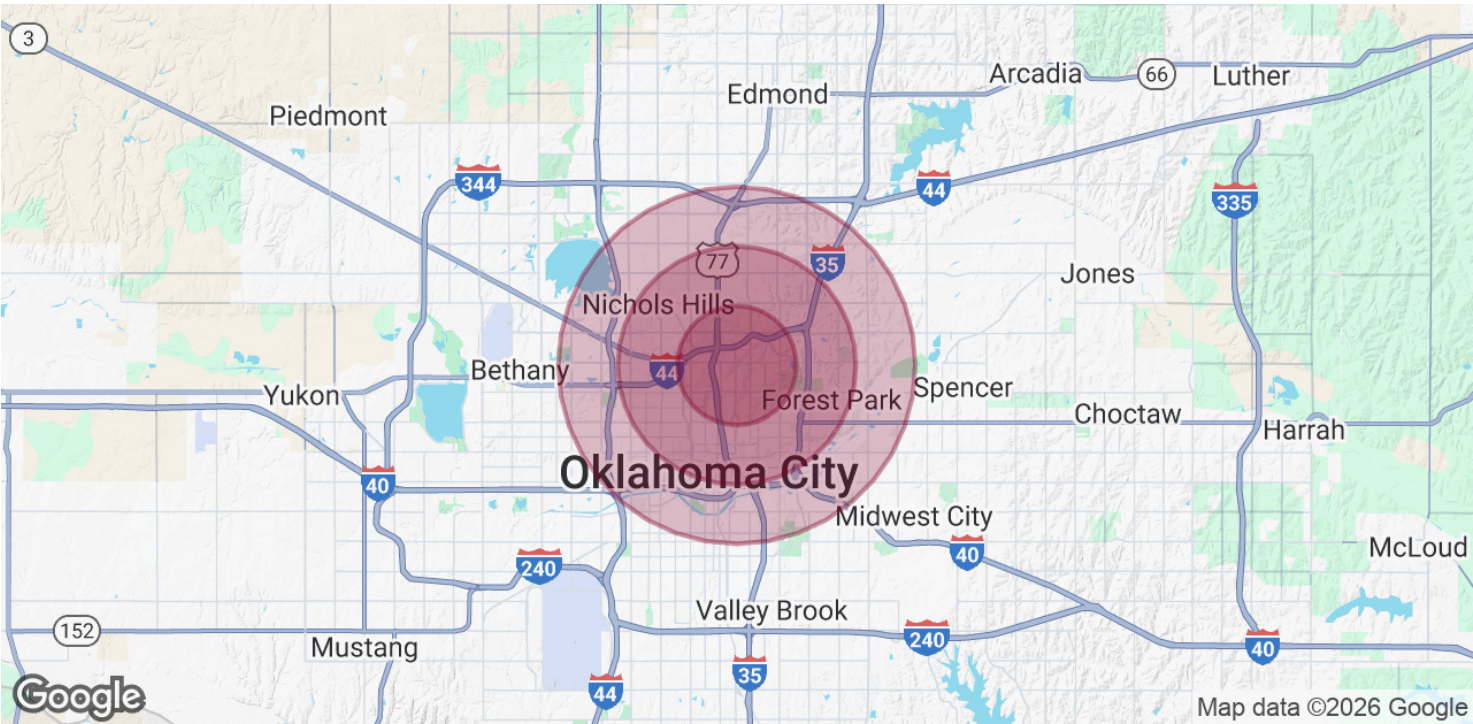 3
Arcadia
66
Luther
Edmond
Piedmont
344
44
335
77
35
Jones
Nichols Hills
Bethany
44
Spencer
Yukon
Forest Park
Choctaw
Harrah
Oklahoma City
40
Midwest City
40
McLoud
240
Valley Brook
152
Mustang
240
40
35
44
Google
Map data ©2026 Google